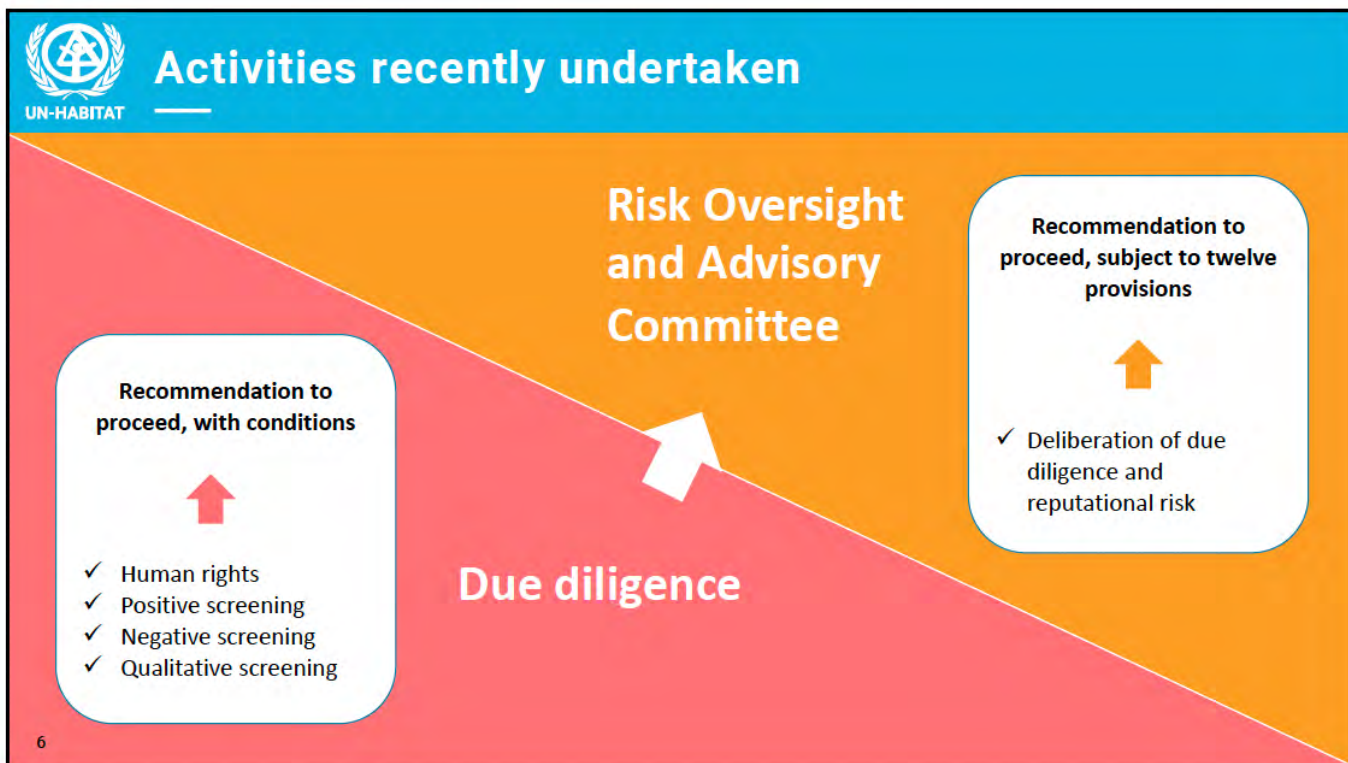 UN-HABITAT
Activities recently undertaken
Risk Oversight
and Advisory
Committee
Recommendation to
proceed, subject to twelve
provisions
✓ Deliberation of due
diligence and
reputational risk
Recommendation to
proceed, with conditions
✓ Human rights
✓ Positive screening
✓ Negative screening
✓ Qualitative screening
Due diligence
6